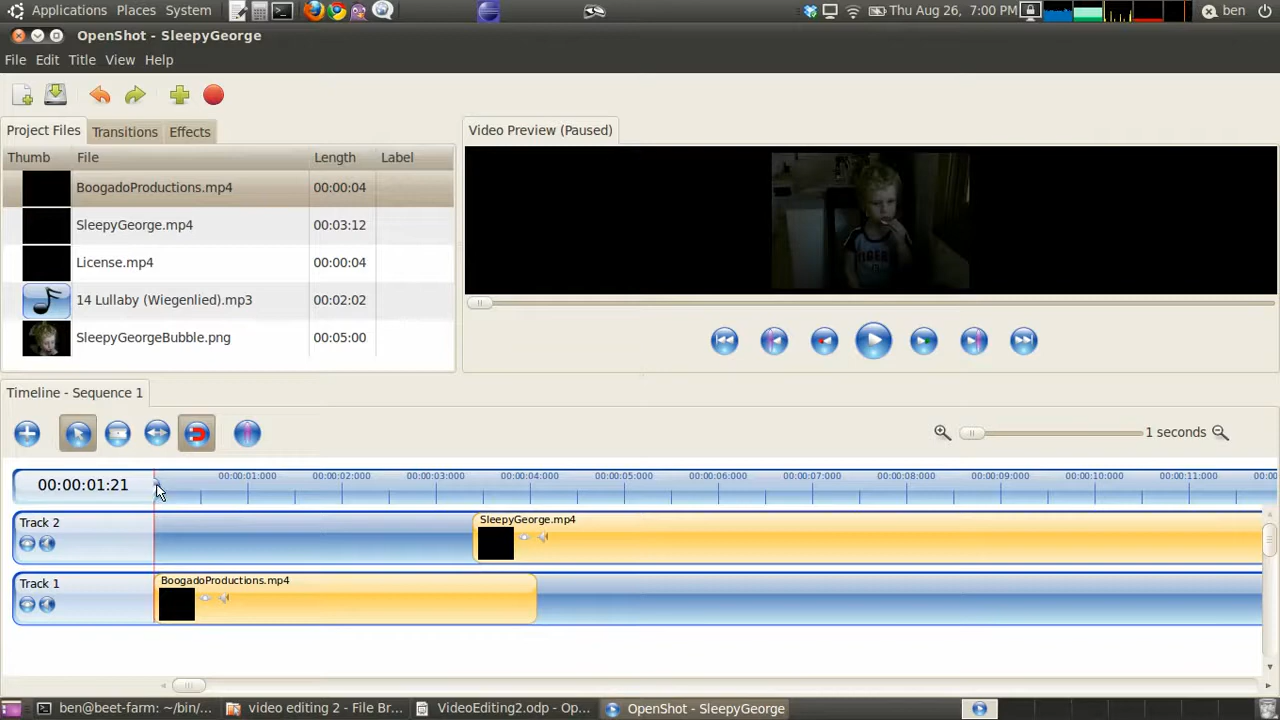 Applications Places System
Thu Aug 26, 7:00 PM
ben
OpenShot - SleepyGeorge
File Edit Title View Help
Project Files Transitions Effects
Video Preview (Paused)
Thumb File Length Label
BoogadoProductions.mp4 00:00:04
SleepyGeorge.mp4 00:03:12
License.mp4 00:00:04
14 Lullaby (Wiegenlied).mp3 00:02:02
SleepyGeorgeBubble.png 00:05:00
Timeline - Sequence 1
1 seconds
00:00:01:21
00:00:01:000 00:00:02:000 00:00:03:000 00:00:04:000 00:00:05:000 00:00:06:000 00:00:07:000 00:00:08:000 00:00:09:000 00:00:10:000 00:00:11:000 00:0
Track 2
SleepyGeorge.mp4
Track 1
BoogadoProductions.mp4
ben@beet-farm: ~/bin/... video editing 2 - File Br... VideoEditing2.odp - Op... OpenShot - SleepyGeorge